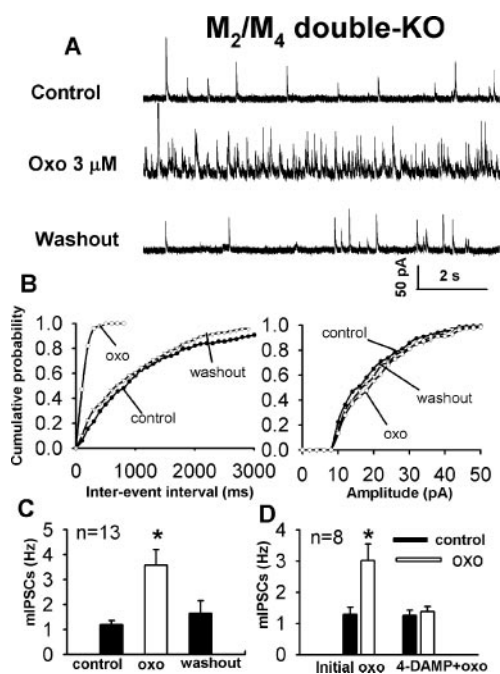 M2/M4 double-KO
A
Control
Oxo 3 μM
Washout
50 pA
2 s
B
Cumulative probability
1.0
0.8
0.6
0.4
0.2
0.0
oxo
washout
control
0 1000 2000 3000
Inter-event interval (ms)
1.0
0.8
0.6
0.4
0.2
0.0
control
washout
oxo
0 10 20 30 40 50
Amplitude (pA)
C
n=13
mIPSCs (Hz)
5
4
3
2
1
0
*
control oxo washout
D
n=8
mIPSCs (Hz)
4
3
2
1
0
*
control
OXO
Initial oxo 4-DAMP+oxo